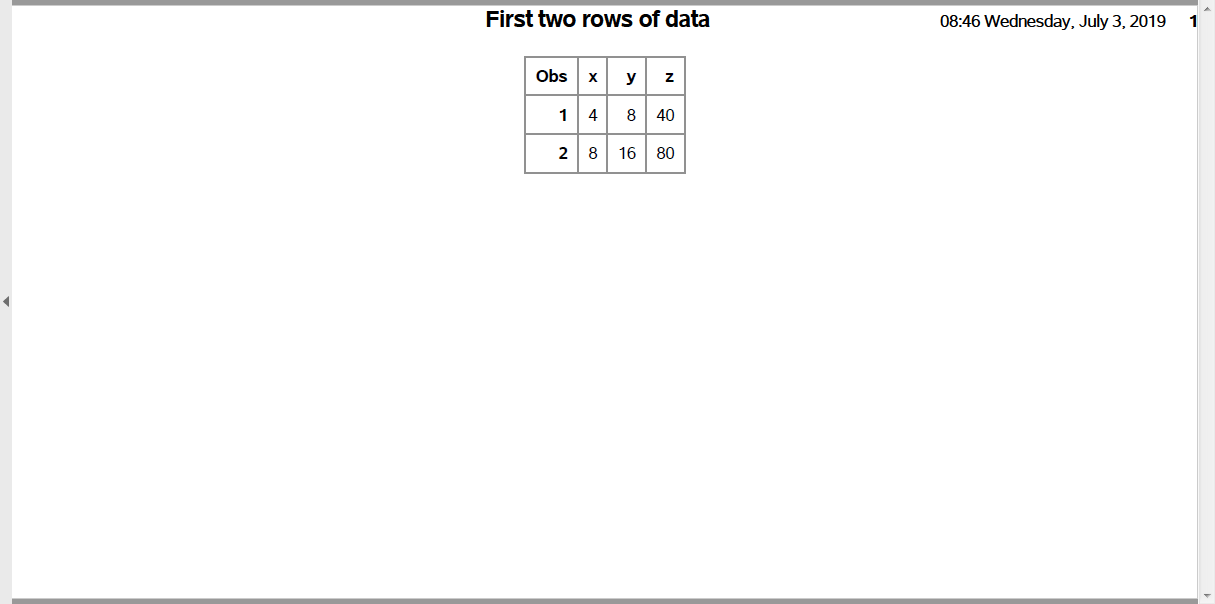 First two rows of data 08:46 Wednesday, July 3, 2019 1
Obs x y z
1 4 8 40
2 8 16 80